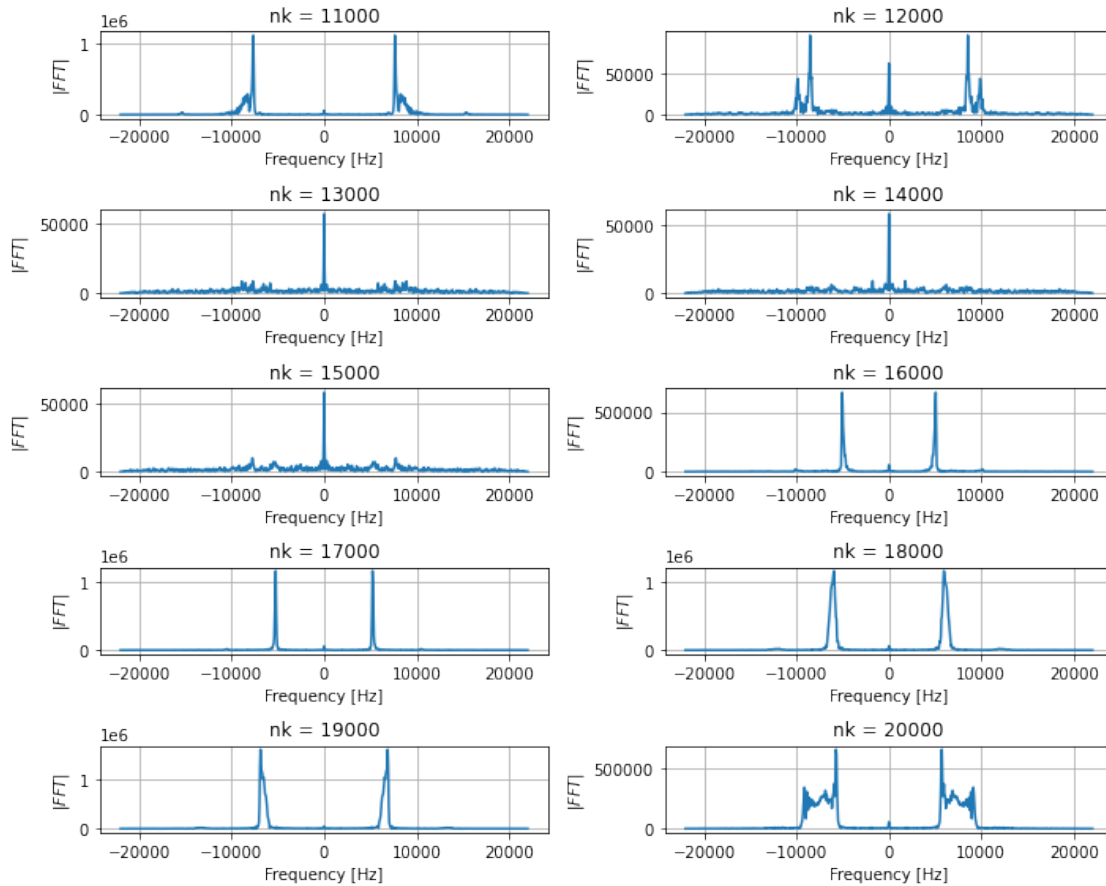 nk = 11000
1e6
1
0
|FFT|
−20000 −10000 0 10000 20000
Frequency [Hz]
nk = 12000
50000
0
|FFT|
−20000 −10000 0 10000 20000
Frequency [Hz]
nk = 13000
50000
0
|FFT|
−20000 −10000 0 10000 20000
Frequency [Hz]
nk = 14000
50000
0
|FFT|
−20000 −10000 0 10000 20000
Frequency [Hz]
nk = 15000
50000
0
|FFT|
−20000 −10000 0 10000 20000
Frequency [Hz]
nk = 16000
500000
0
|FFT|
−20000 −10000 0 10000 20000
Frequency [Hz]
nk = 17000
1e6
1
0
|FFT|
−20000 −10000 0 10000 20000
Frequency [Hz]
nk = 18000
1e6
1
0
|FFT|
−20000 −10000 0 10000 20000
Frequency [Hz]
nk = 19000
1e6
1
0
|FFT|
−20000 −10000 0 10000 20000
Frequency [Hz]
nk = 20000
500000
0
|FFT|
−20000 −10000 0 10000 20000
Frequency [Hz]